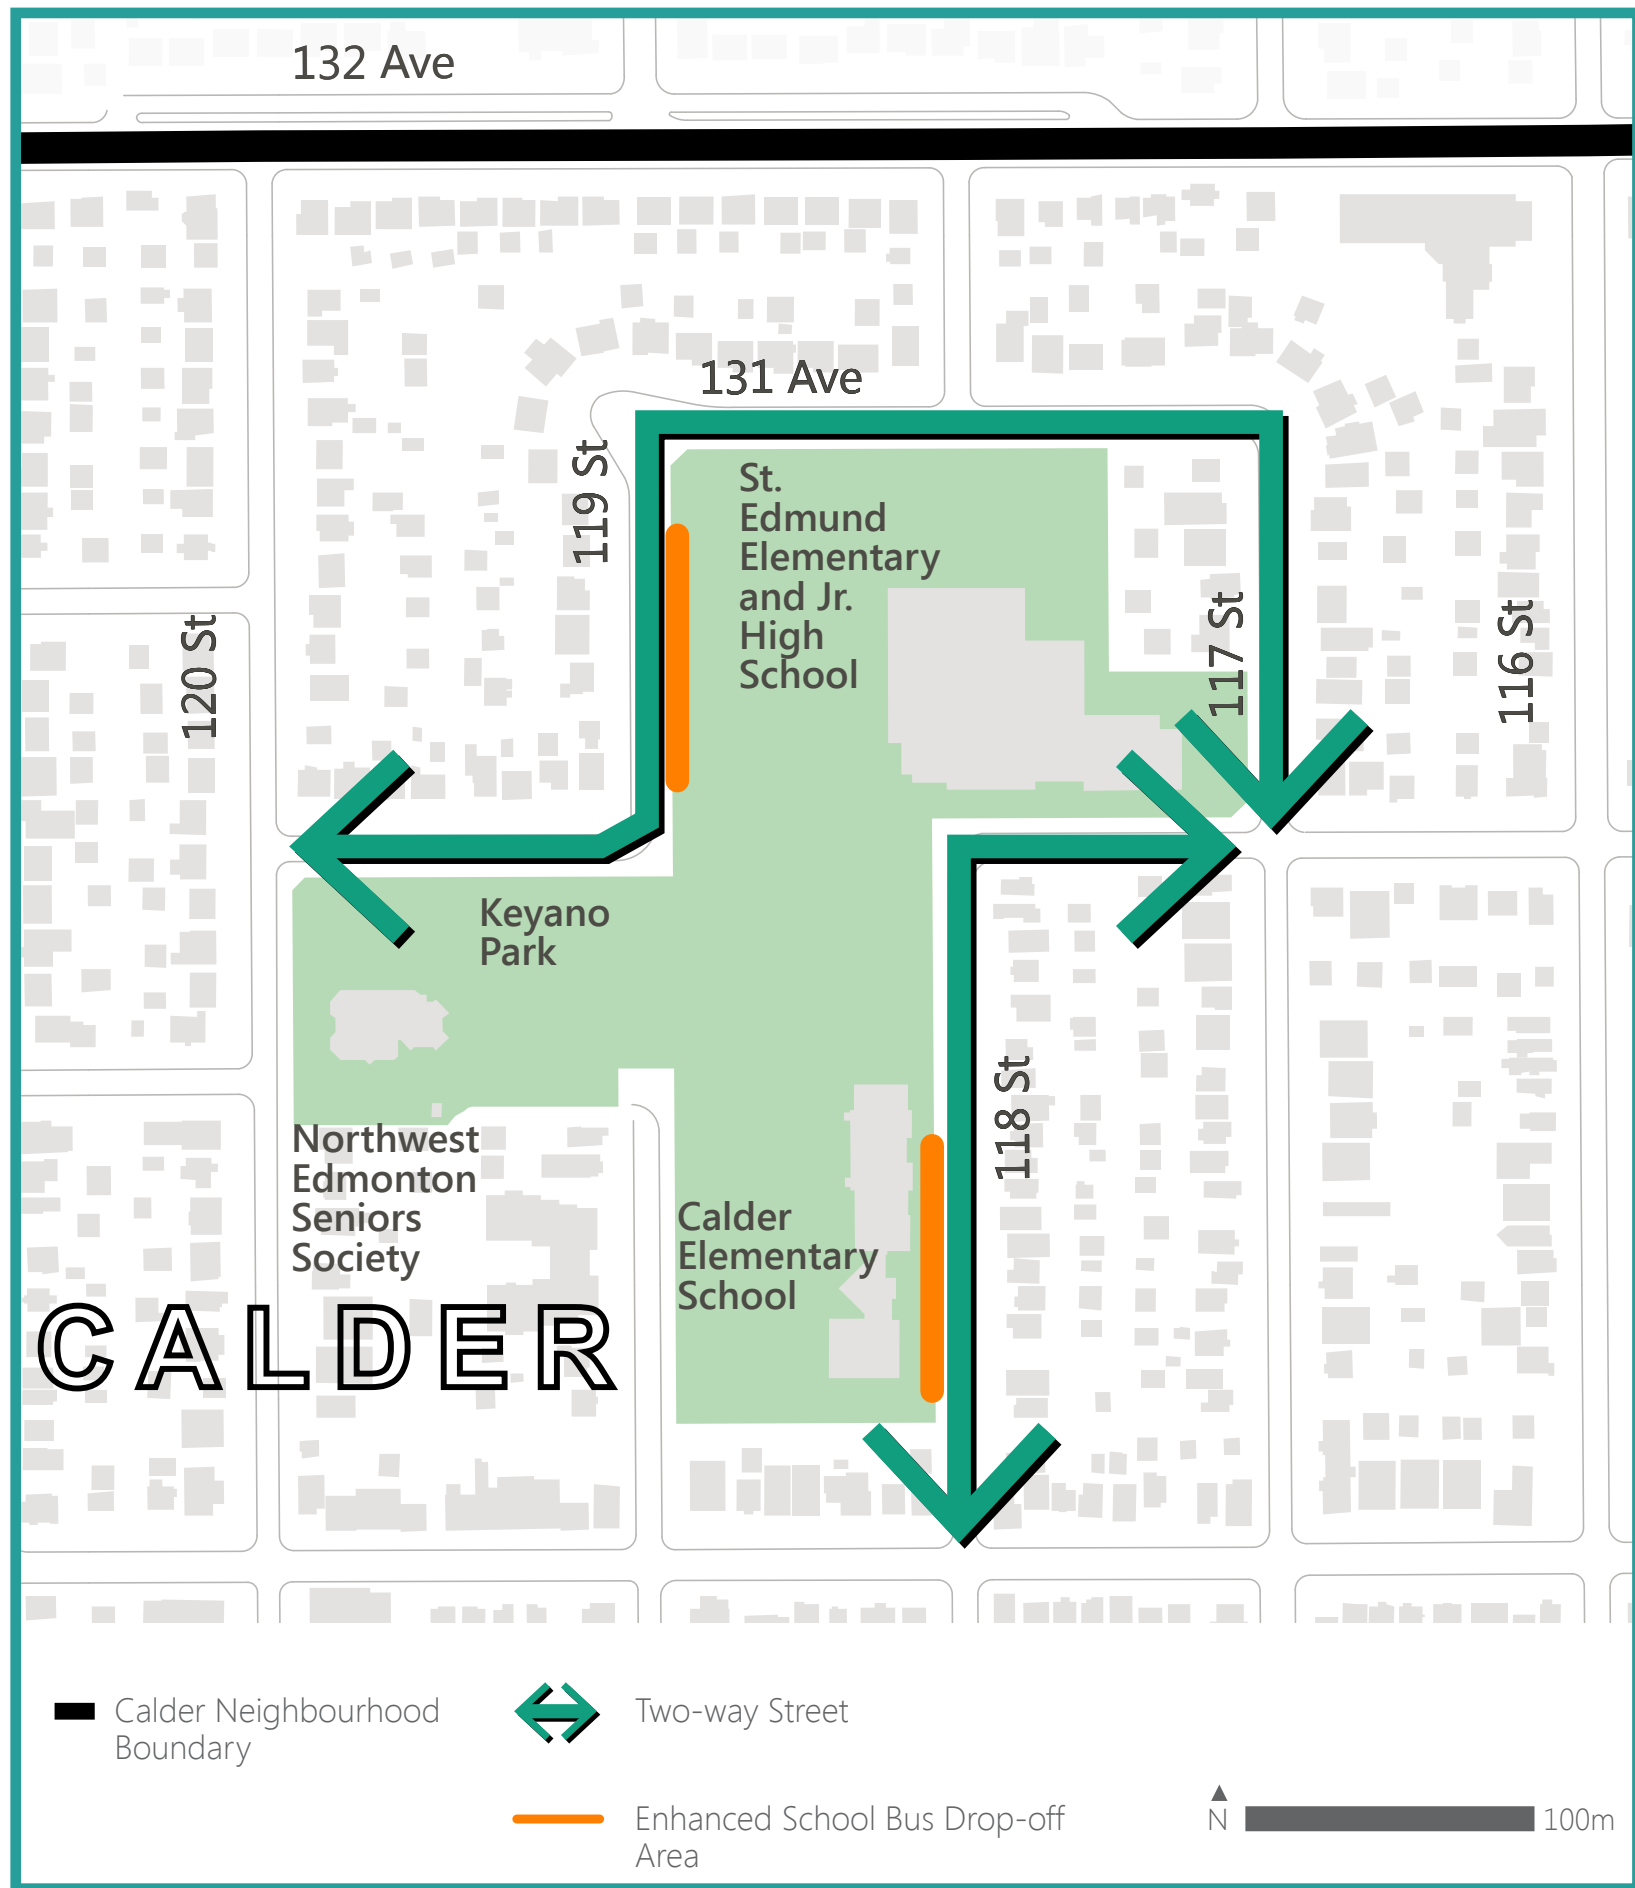 132 Ave
131 Ave
119 St
St.
Edmund
Elementary
and Jr.
High
School
117 St
116 St
120 St
Keyano
Park
118 St
Northwest
Edmonton
Seniors
Society
Calder
Elementary
School
CALDER
Calder Neighbourhood
Boundary
Two-way Street
Enhanced School Bus Drop-off
Area
N
100m